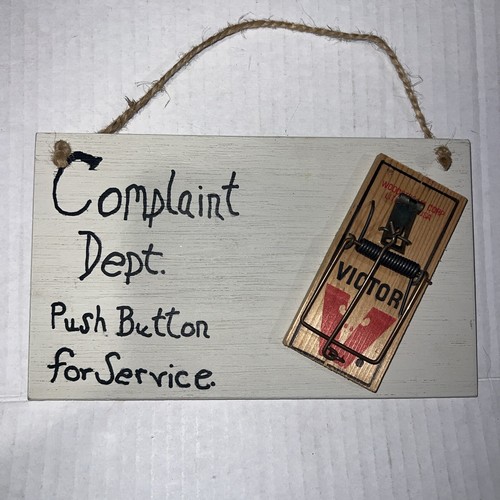 Complaint
Dept.
Push Button
for Service.
VICTOR